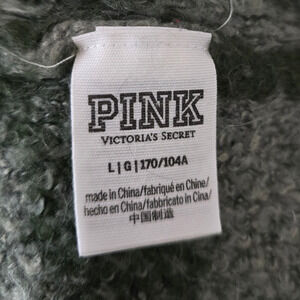 PINK
VICTORIA'S SECRET
L | G | 170/104A
made in China/fabriqué en Chine/
hecho en China/fabbricato in Cina/
中国制造